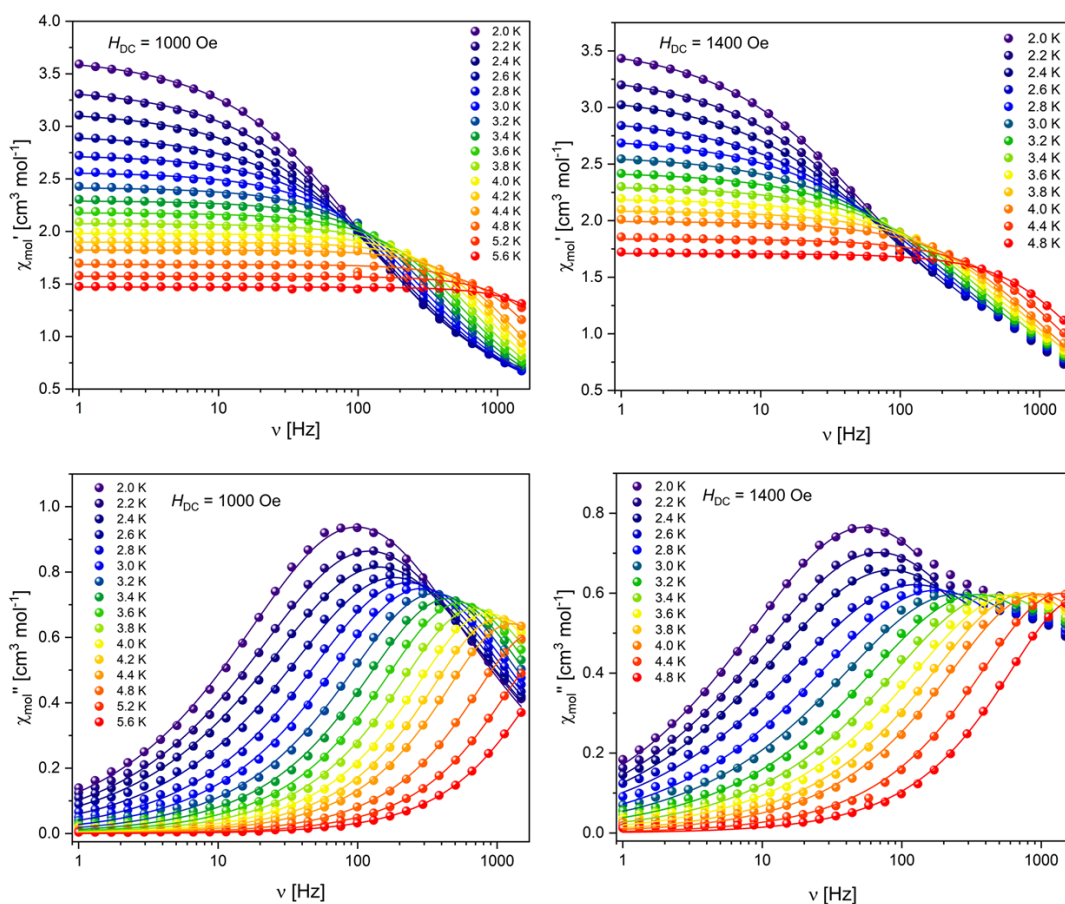 H_DC = 1000 Oe
2.0 K
2.2 K
2.4 K
2.6 K
2.8 K
3.0 K
3.2 K
3.4 K
3.6 K
3.8 K
4.0 K
4.2 K
4.4 K
4.8 K
5.2 K
5.6 K
4.0
3.5
3.0
2.5
2.0
1.5
1.0
0.5
χmol' [cm³ mol⁻¹]
1 10 100 1000
ν [Hz]
H_DC = 1400 Oe
2.0 K
2.2 K
2.4 K
2.6 K
2.8 K
3.0 K
3.2 K
3.4 K
3.6 K
3.8 K
4.0 K
4.4 K
4.8 K
3.5
3.0
2.5
2.0
1.5
1.0
0.5
χmol' [cm³ mol⁻¹]
1 10 100 1000
ν [Hz]
H_DC = 1000 Oe
2.0 K
2.2 K
2.4 K
2.6 K
2.8 K
3.0 K
3.2 K
3.4 K
3.6 K
3.8 K
4.0 K
4.2 K
4.4 K
4.8 K
5.2 K
5.6 K
1.0
0.8
0.6
0.4
0.2
0.0
χmol'' [cm³ mol⁻¹]
1 10 100 1000
ν [Hz]
H_DC = 1400 Oe
2.0 K
2.2 K
2.4 K
2.6 K
2.8 K
3.0 K
3.2 K
3.4 K
3.6 K
3.8 K
4.0 K
4.4 K
4.8 K
0.8
0.6
0.4
0.2
0.0
χmol'' [cm³ mol⁻¹]
1 10 100 1000
ν [Hz]